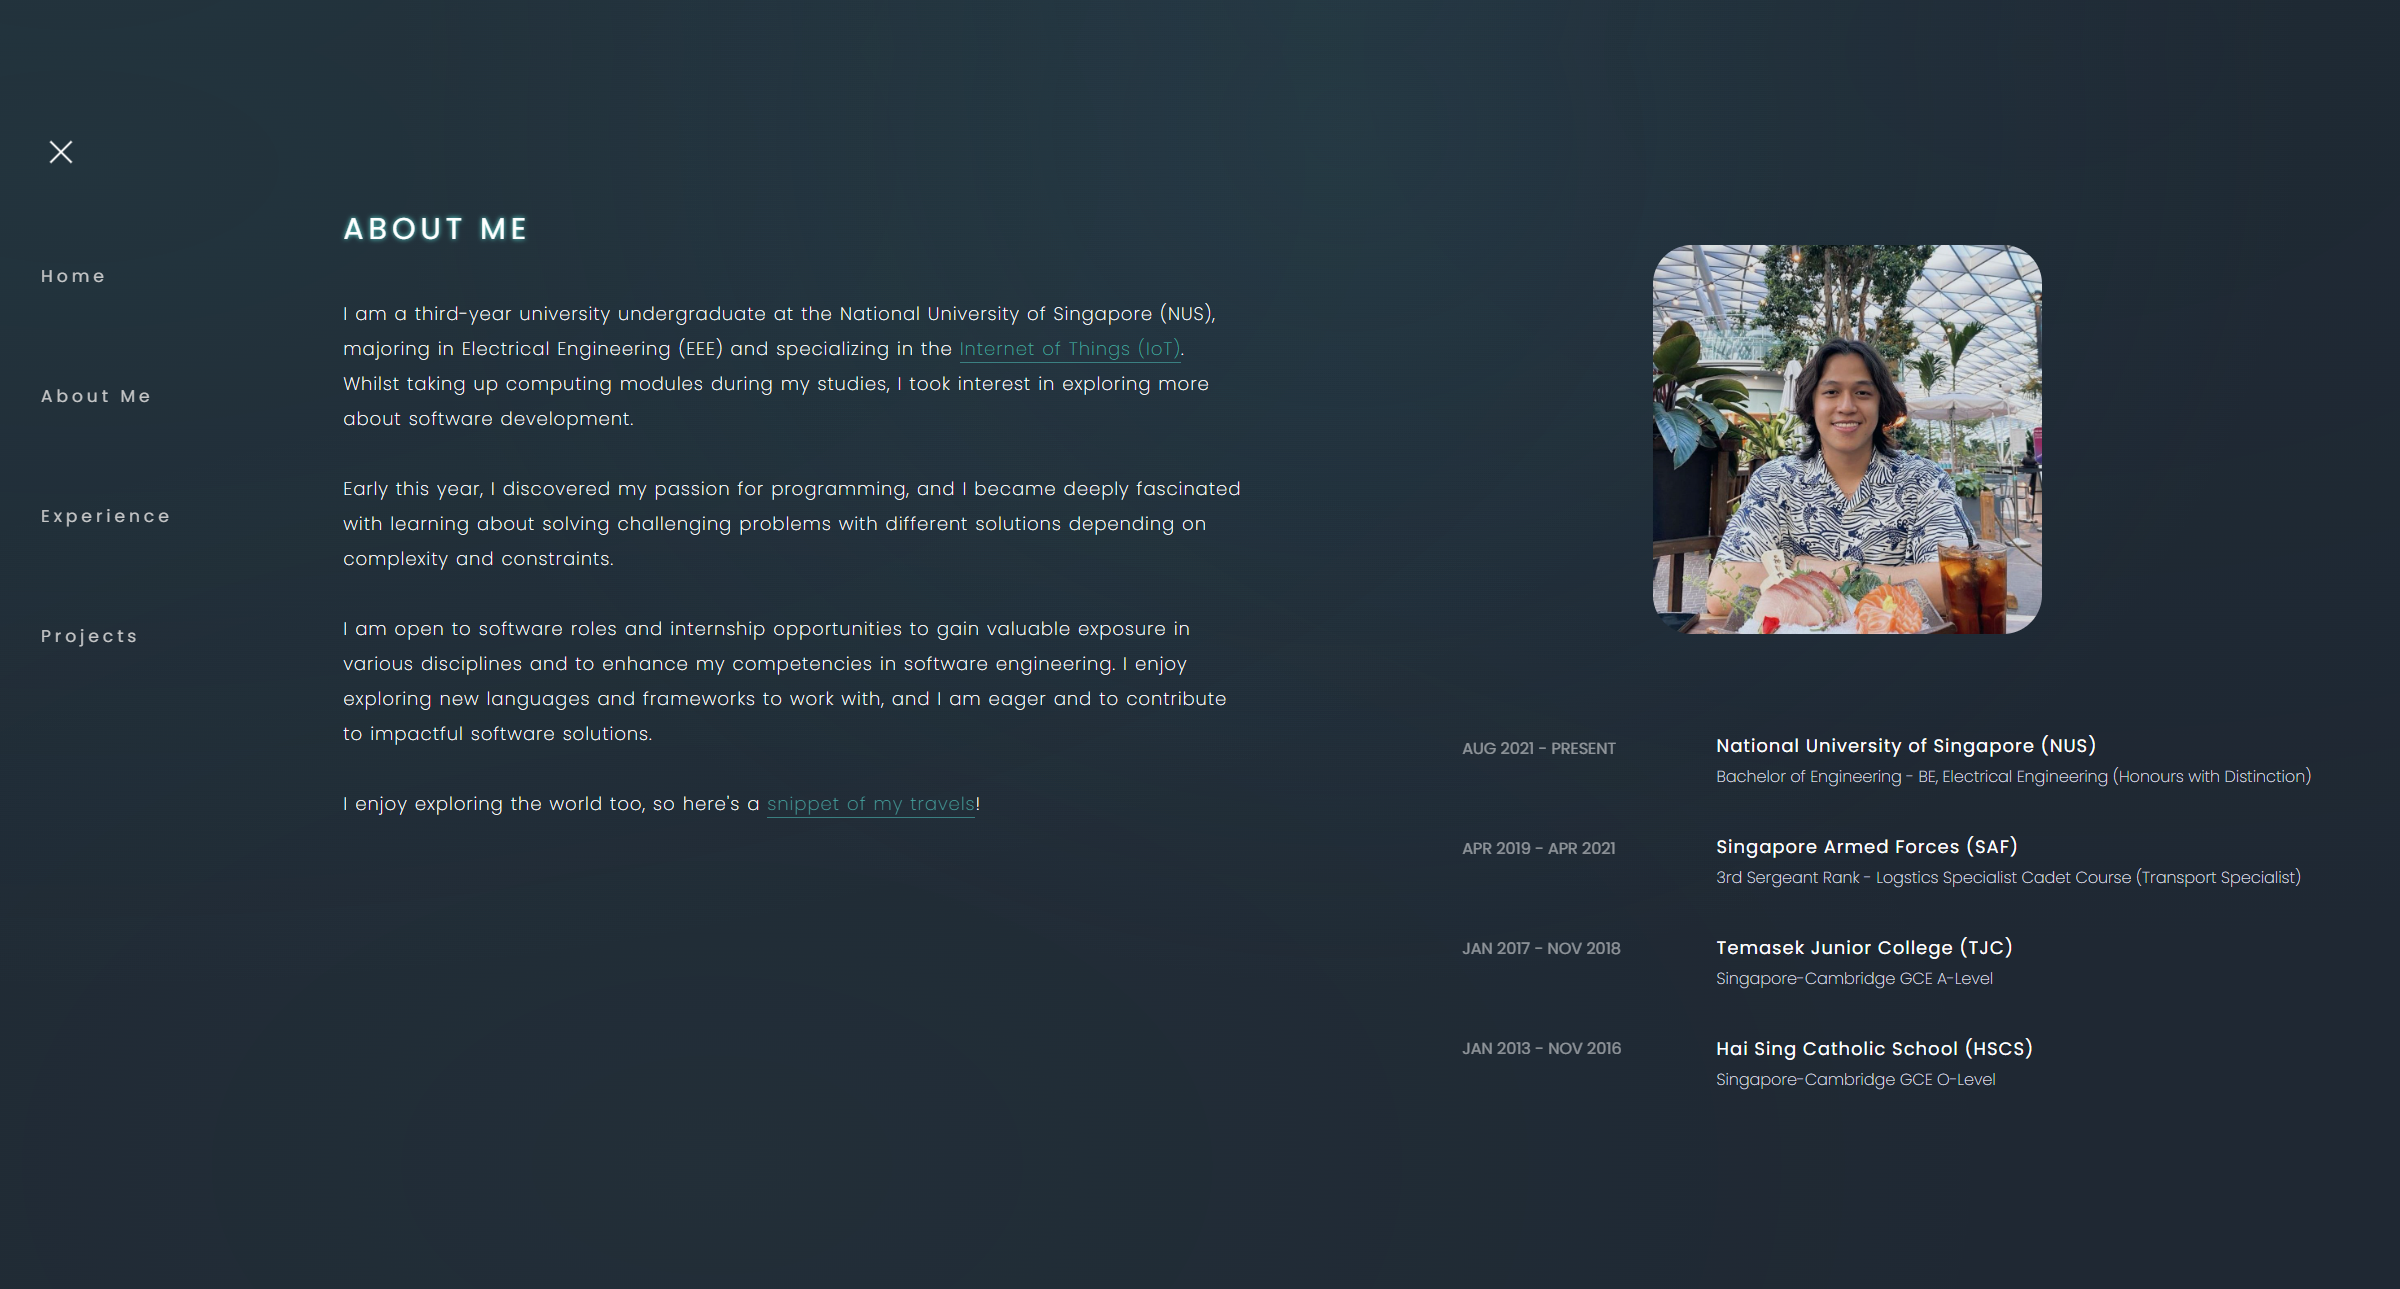 Home
About Me
Experience
Projects
ABOUT ME
I am a third-year university undergraduate at the National University of Singapore (NUS),
majoring in Electrical Engineering (EEE) and specializing in the Internet of Things (IoT).
Whilst taking up computing modules during my studies, I took interest in exploring more
about software development.
Early this year, I discovered my passion for programming, and I became deeply fascinated
with learning about solving challenging problems with different solutions depending on
complexity and constraints.
I am open to software roles and internship opportunities to gain valuable exposure in
various disciplines and to enhance my competencies in software engineering. I enjoy
exploring new languages and frameworks to work with, and I am eager and to contribute
to impactful software solutions.
I enjoy exploring the world too, so here's a snippet of my travels!
AUG 2021 - PRESENT
National University of Singapore (NUS)
Bachelor of Engineering - BE, Electrical Engineering (Honours with Distinction)
APR 2019 - APR 2021
Singapore Armed Forces (SAF)
3rd Sergeant Rank - Logstics Specialist Cadet Course (Transport Specialist)
JAN 2017 - NOV 2018
Temasek Junior College (TJC)
Singapore-Cambridge GCE A-Level
JAN 2013 - NOV 2016
Hai Sing Catholic School (HSCS)
Singapore-Cambridge GCE O-Level